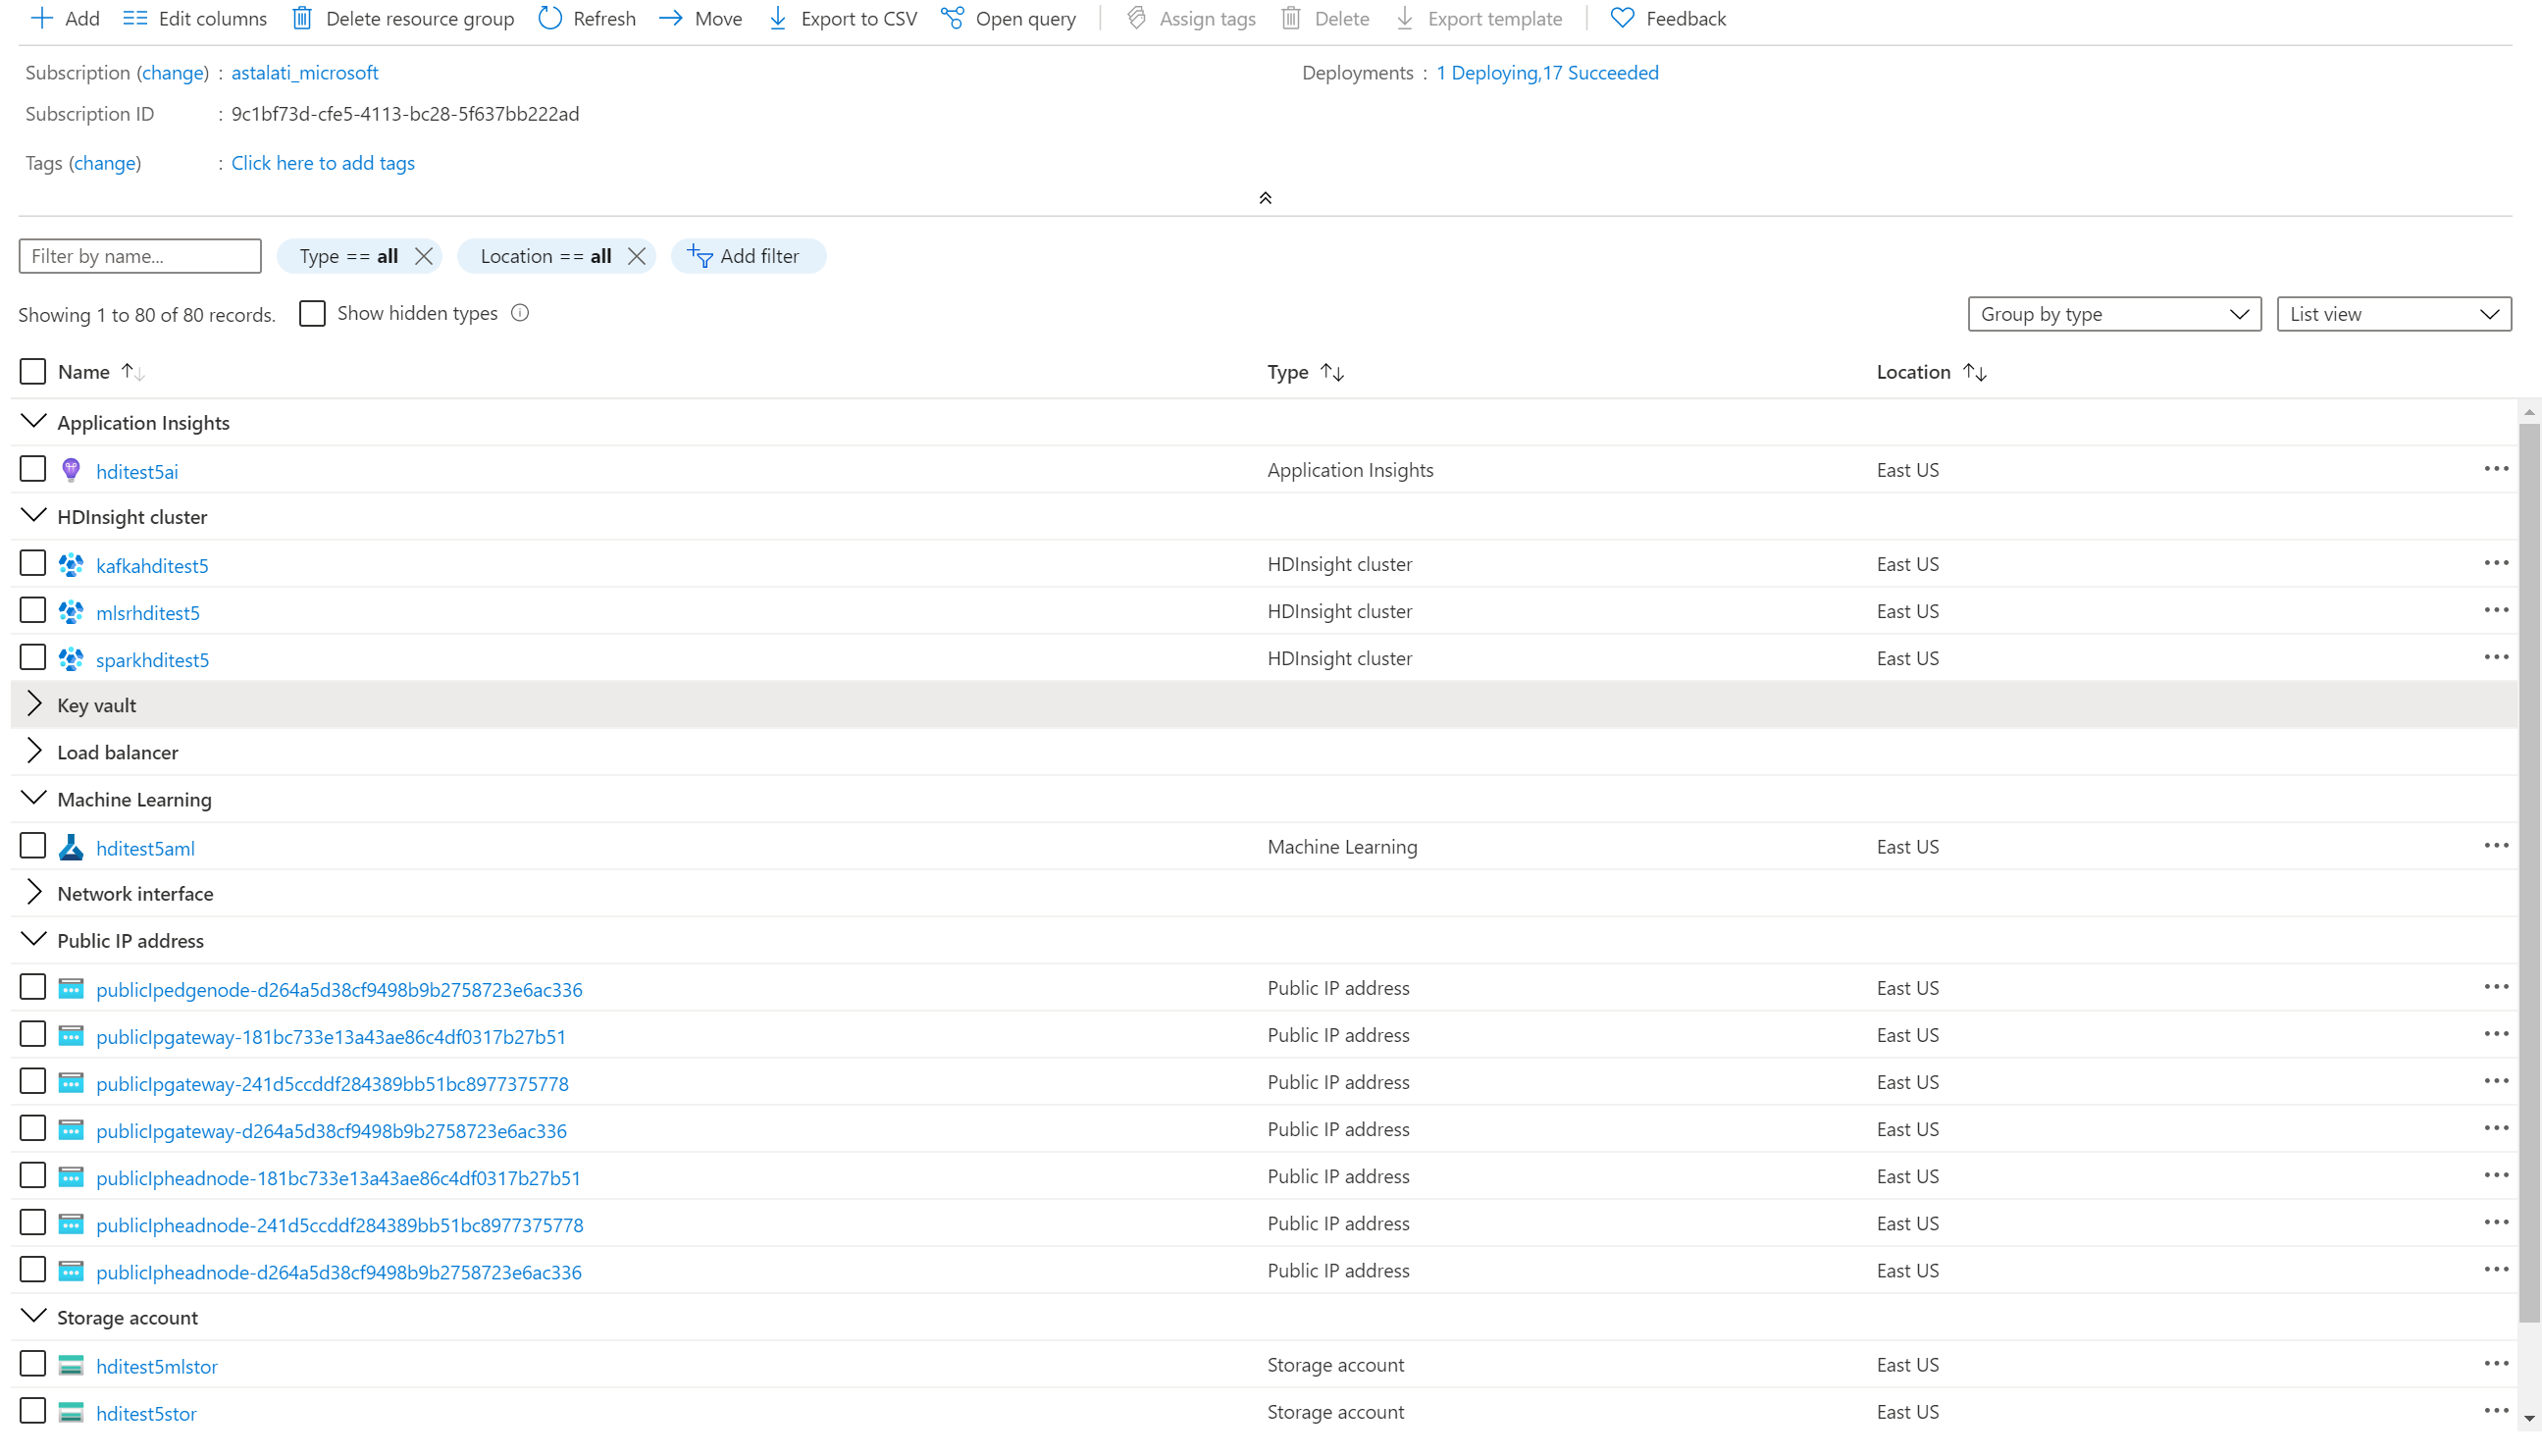 Add Edit columns Delete resource group Refresh Move Export to CSV Open query Assign tags Delete Export template Feedback
Subscription (change) : astalati_microsoft Deployments : 1 Deploying,17 Succeeded
Subscription ID : 9c1bf73d-cfe5-4113-bc28-5f637bb222ad
Tags (change) : Click here to add tags
Filter by name... Type == all Location == all Add filter
Showing 1 to 80 of 80 records. Show hidden types Group by type List view
Name Type Location
Application Insights
hditest5ai Application Insights East US
HDInsight cluster
kafkahditest5 HDInsight cluster East US
mlsrhditest5 HDInsight cluster East US
sparkhditest5 HDInsight cluster East US
Key vault
Load balancer
Machine Learning
hditest5aml Machine Learning East US
Network interface
Public IP address
publicIpedgenode-d264a5d38cf9498b9b2758723e6ac336 Public IP address East US
publicIpgateway-181bc733e13a43ae86c4df0317b27b51 Public IP address East US
publicIpgateway-241d5ccddf284389bb51bc8977375778 Public IP address East US
publicIpgateway-d264a5d38cf9498b9b2758723e6ac336 Public IP address East US
publicIpheadnode-181bc733e13a43ae86c4df0317b27b51 Public IP address East US
publicIpheadnode-241d5ccddf284389bb51bc8977375778 Public IP address East US
publicIpheadnode-d264a5d38cf9498b9b2758723e6ac336 Public IP address East US
Storage account
hditest5mlstor Storage account East US
hditest5stor Storage account East US